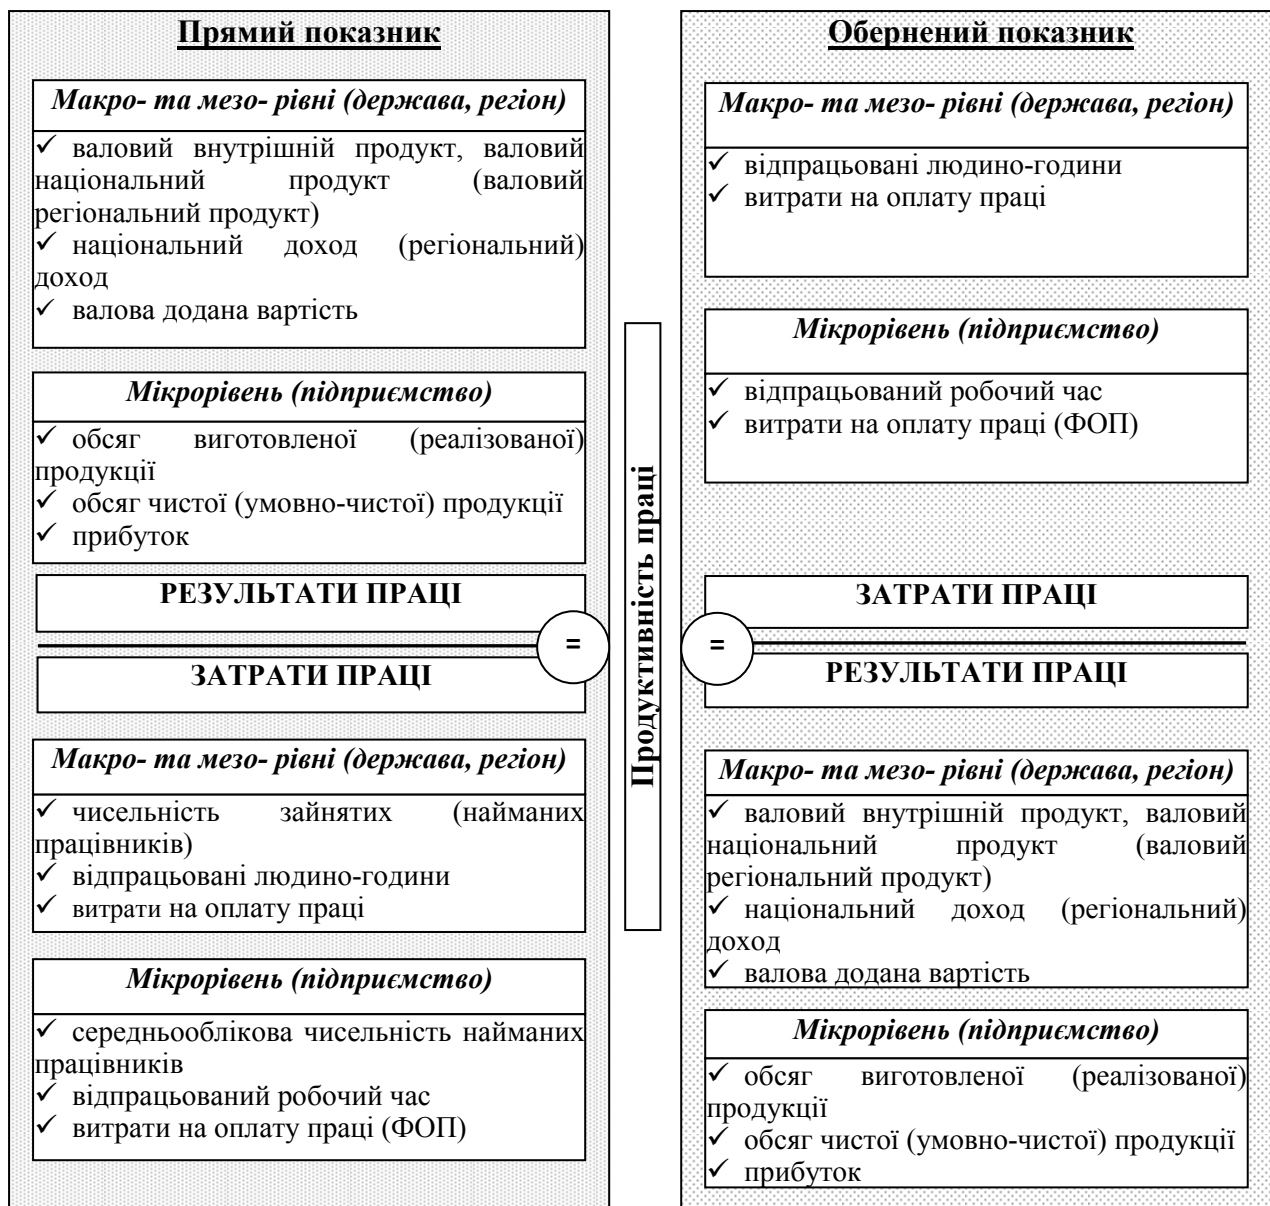 Прямий показник
Макро- та мезо- рівні (держава, регіон)
✓ валовий внутрішній продукт, валовий
національний продукт (валовий
регіональний продукт)
✓ національний доход (регіональний)
доход
✓ валова додана вартість
Мікрорівень (підприємство)
✓ обсяг виготовленої (реалізованої)
продукції
✓ обсяг чистої (умовно-чистої) продукції
✓ прибуток
РЕЗУЛЬТАТИ ПРАЦІ
=
ЗАТРАТИ ПРАЦІ
Макро- та мезо- рівні (держава, регіон)
✓ чисельність зайнятих (найманих
працівників)
✓ відпрацьовані людино-години
✓ витрати на оплату праці
Мікрорівень (підприємство)
✓ середньооблікова чисельність найманих
працівників
✓ відпрацьований робочий час
✓ витрати на оплату праці (ФОП)
Продуктивність праці
Обернений показник
Макро- та мезо- рівні (держава, регіон)
✓ відпрацьовані людино-години
✓ витрати на оплату праці
Мікрорівень (підприємство)
✓ відпрацьований робочий час
✓ витрати на оплату праці (ФОП)
ЗАТРАТИ ПРАЦІ
=
РЕЗУЛЬТАТИ ПРАЦІ
Макро- та мезо- рівні (держава, регіон)
✓ валовий внутрішній продукт, валовий
національний продукт (валовий
регіональний продукт)
✓ національний доход (регіональний)
доход
✓ валова додана вартість
Мікрорівень (підприємство)
✓ обсяг виготовленої (реалізованої)
продукції
✓ обсяг чистої (умовно-чистої) продукції
✓ прибуток